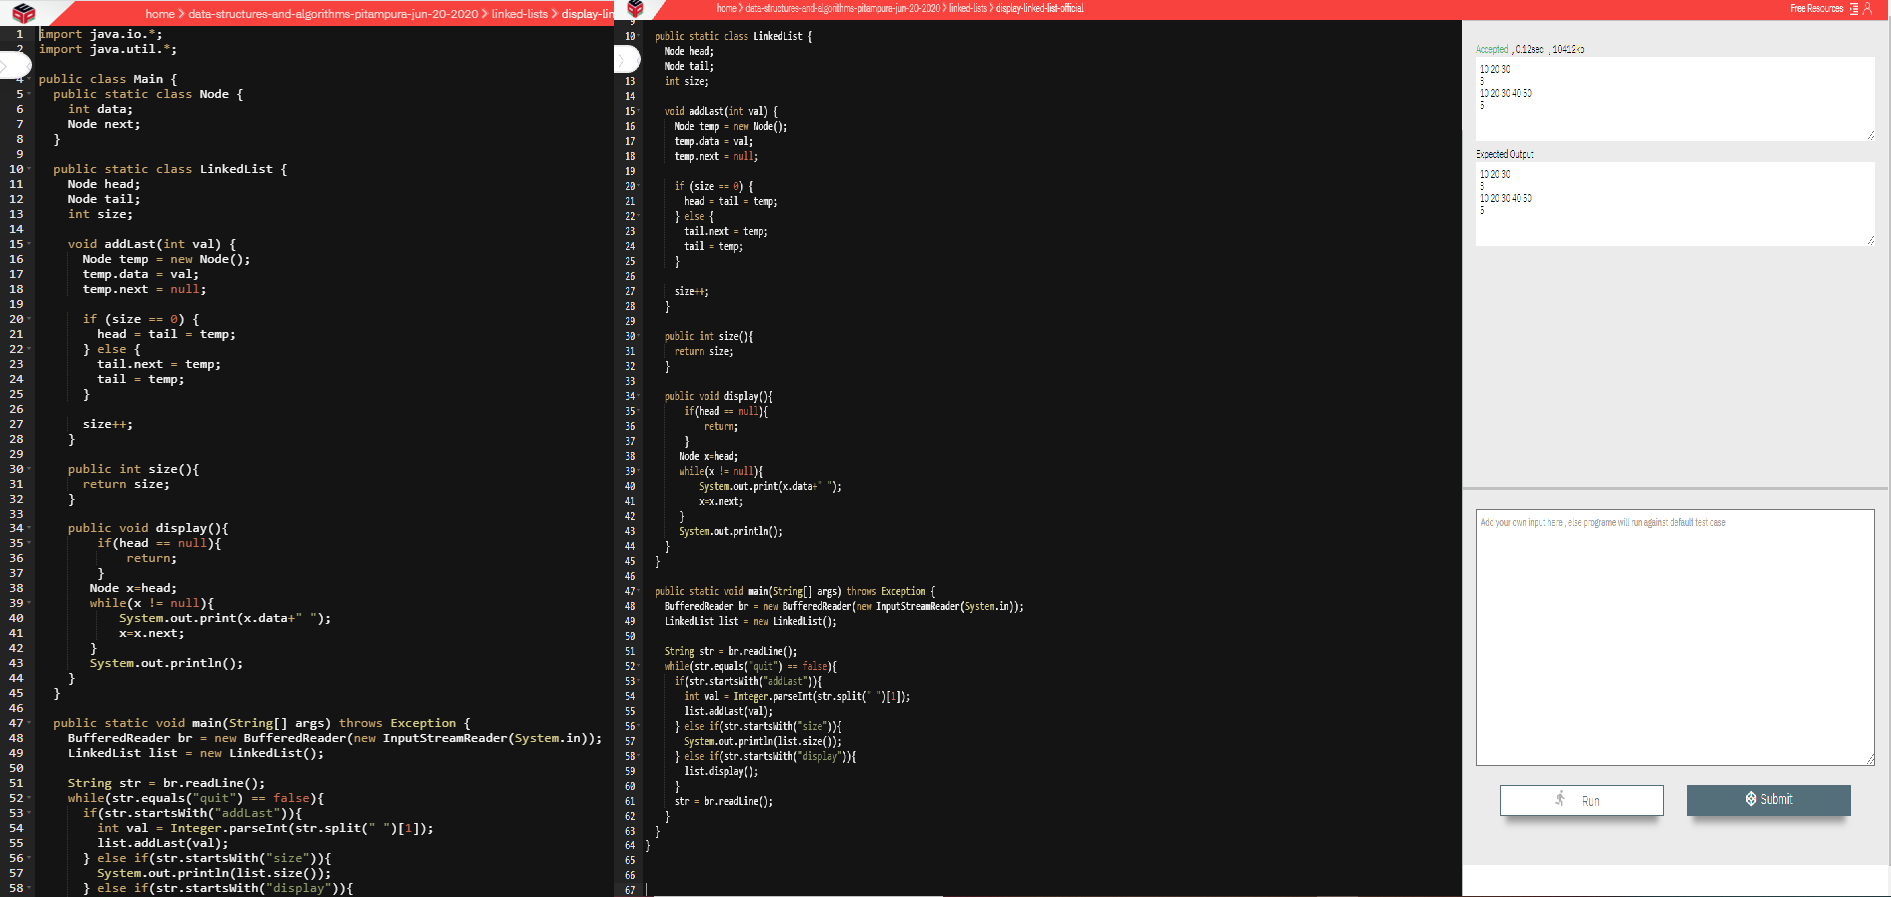 home > data-structures-and-algorithms-pitampura-jun-20-2020 > linked-lists > display-lin
1 import java.io.*;
2 import java.util.*;
4 public class Main {
5 public static class Node {
6 int data;
7 Node next;
8 }
9
10 public static class LinkedList {
11 Node head;
12 Node tail;
13 int size;
14
15 void addLast(int val) {
16 Node temp = new Node();
17 temp.data = val;
18 temp.next = null;
19
20 if (size == 0) {
21 head = tail = temp;
22 } else {
23 tail.next = temp;
24 tail = temp;
25 }
26
27 size++;
28 }
29
30 public int size(){
31 return size;
32 }
33
34 public void display(){
35 if(head == null){
36 return;
37 }
38 Node x=head;
39 while(x != null){
40 System.out.print(x.data+" ");
41 x=x.next;
42 }
43 System.out.println();
44 }
45 }
46
47 public static void main(String[] args) throws Exception {
48 BufferedReader br = new BufferedReader(new InputStreamReader(System.in));
49 LinkedList list = new LinkedList();
50
51 String str = br.readLine();
52 while(str.equals("quit") == false){
53 if(str.startsWith("addLast")){
54 int val = Integer.parseInt(str.split(" ")[1]);
55 list.addLast(val);
56 } else if(str.startsWith("size")){
57 System.out.println(list.size());
58 } else if(str.startsWith("display")){
home > data-structures-and-algorithms-pitampura-jun-20-2020 > linked-lists > display-linked-list-official
Free Resources
9
10 public static class LinkedList {
Node head;
Node tail;
13 int size;
14
15 void addLast(int val) {
16 Node temp = new Node();
17 temp.data = val;
18 temp.next = null;
19
20 if (size == 0) {
21 head = tail = temp;
22 } else {
23 tail.next = temp;
24 tail = temp;
25 }
26
27 size++;
28 }
29
30 public int size(){
31 return size;
32 }
33
34 public void display(){
35 if(head == null){
36 return;
37 }
38 Node x=head;
39 while(x != null){
40 System.out.print(x.data+" ");
41 x=x.next;
42 }
43 System.out.println();
44 }
45 }
46
47 public static void main(String[] args) throws Exception {
48 BufferedReader br = new BufferedReader(new InputStreamReader(System.in));
49 LinkedList list = new LinkedList();
50
51 String str = br.readLine();
52 while(str.equals("quit") == false){
53 if(str.startsWith("addLast")){
54 int val = Integer.parseInt(str.split(" ")[1]);
55 list.addLast(val);
56 } else if(str.startsWith("size")){
57 System.out.println(list.size());
58 } else if(str.startsWith("display")){
59 list.display();
60 }
61 str = br.readLine();
62 }
63 }
64 }
65
66
67
Accepted , 0.12sec , 10412kb
10 20 30
3
10 20 30 40 50
5
Expected Output
10 20 30
3
10 20 30 40 50
5
Add your own input here , else programe will run against default test case
Run
Submit